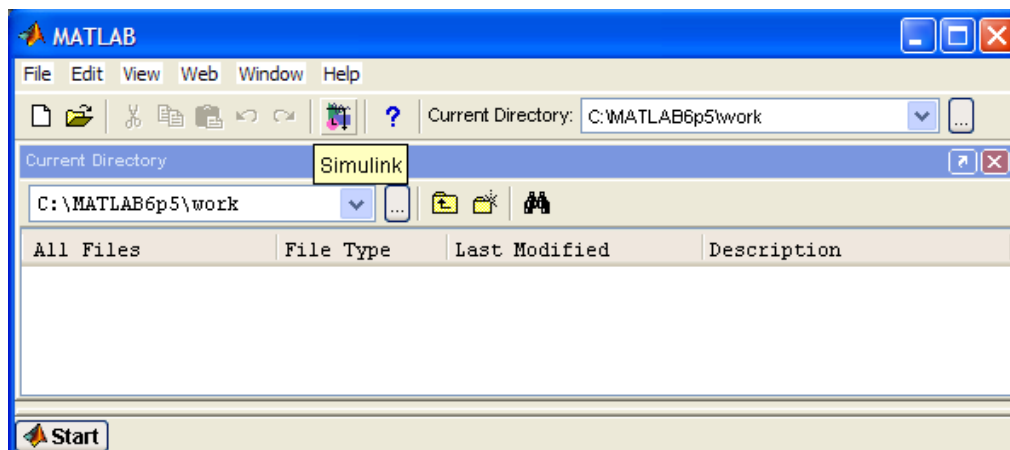 MATLAB
File Edit View Web Window Help
? Current Directory: C:\MATLAB6p5\work ...
Current Directory Simulink
C:\MATLAB6p5\work ...
All Files File Type Last Modified Description
Start